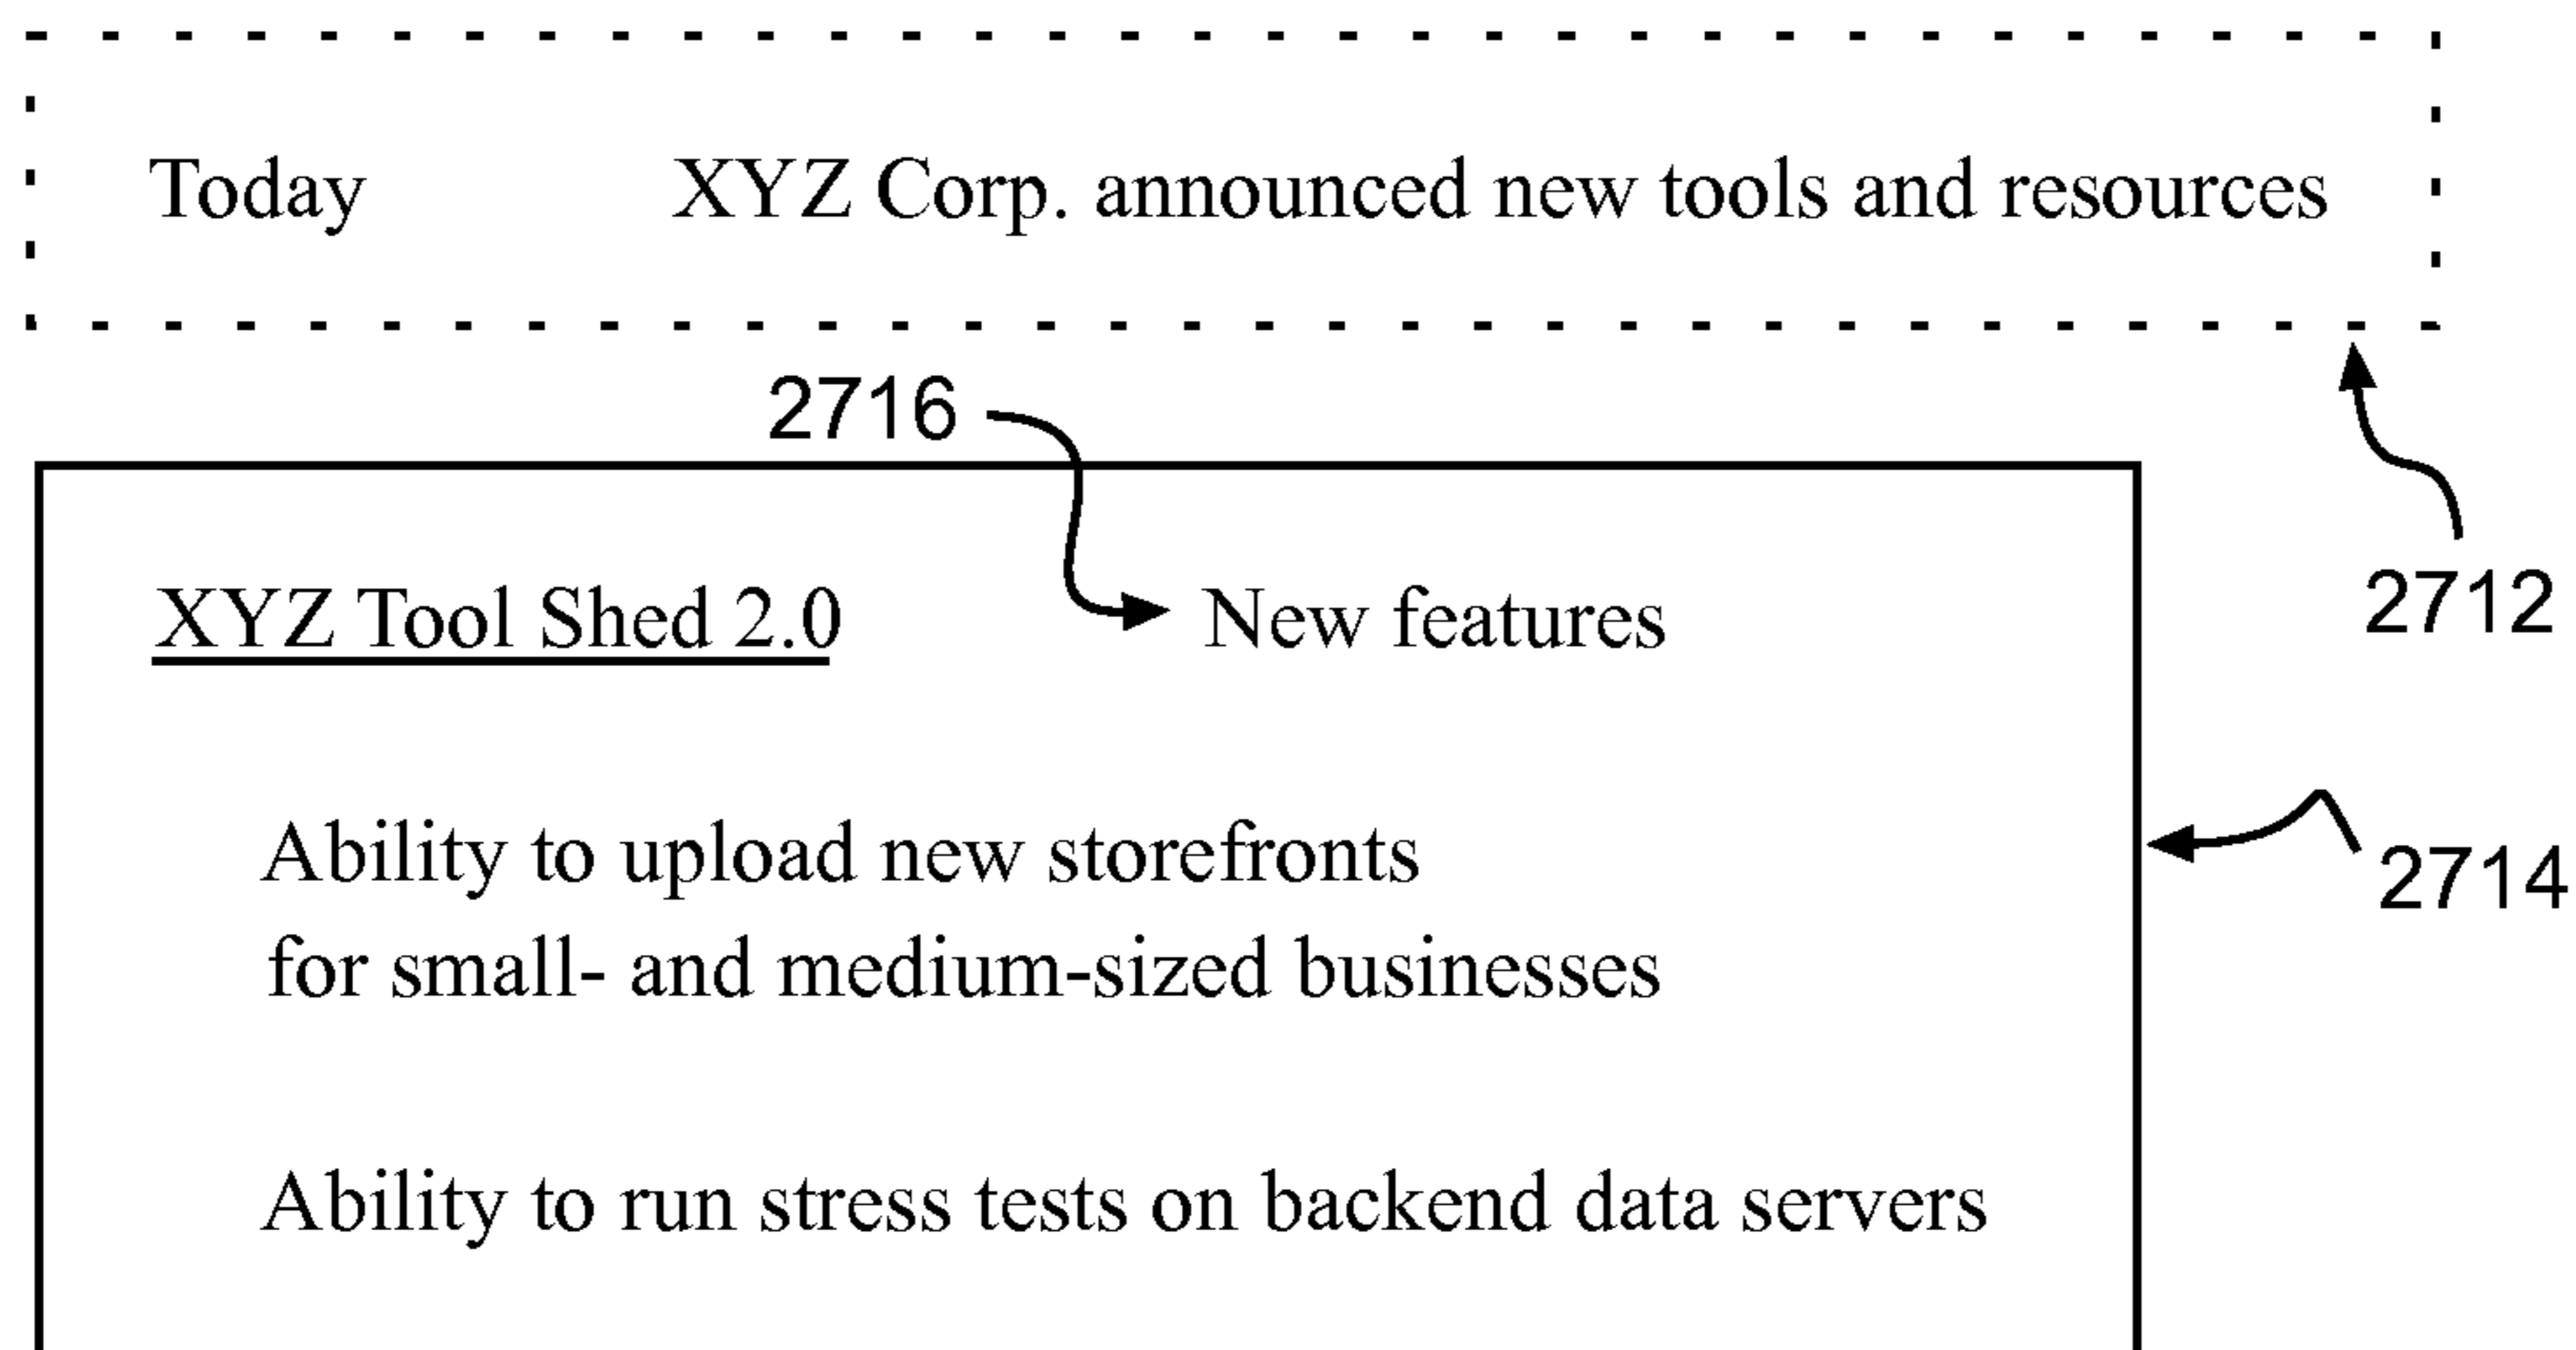 Today XYZ Corp. announced new tools and resources
2716
XYZ Tool Shed 2.0 New features
2712
Ability to upload new storefronts
for small- and medium-sized businesses
2714
Ability to run stress tests on backend data servers